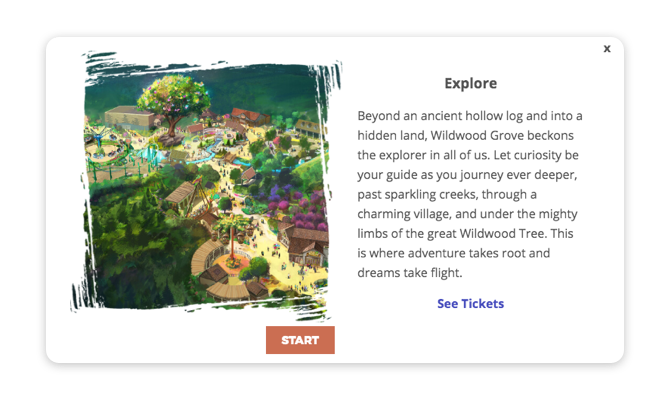 x
Explore
Beyond an ancient hollow log and into a
hidden land, Wildwood Grove beckons
the explorer in all of us. Let curiosity be
your guide as you journey ever deeper,
past sparkling creeks, through a
charming village, and under the mighty
limbs of the great Wildwood Tree. This
is where adventure takes root and
dreams take flight.
See Tickets
START